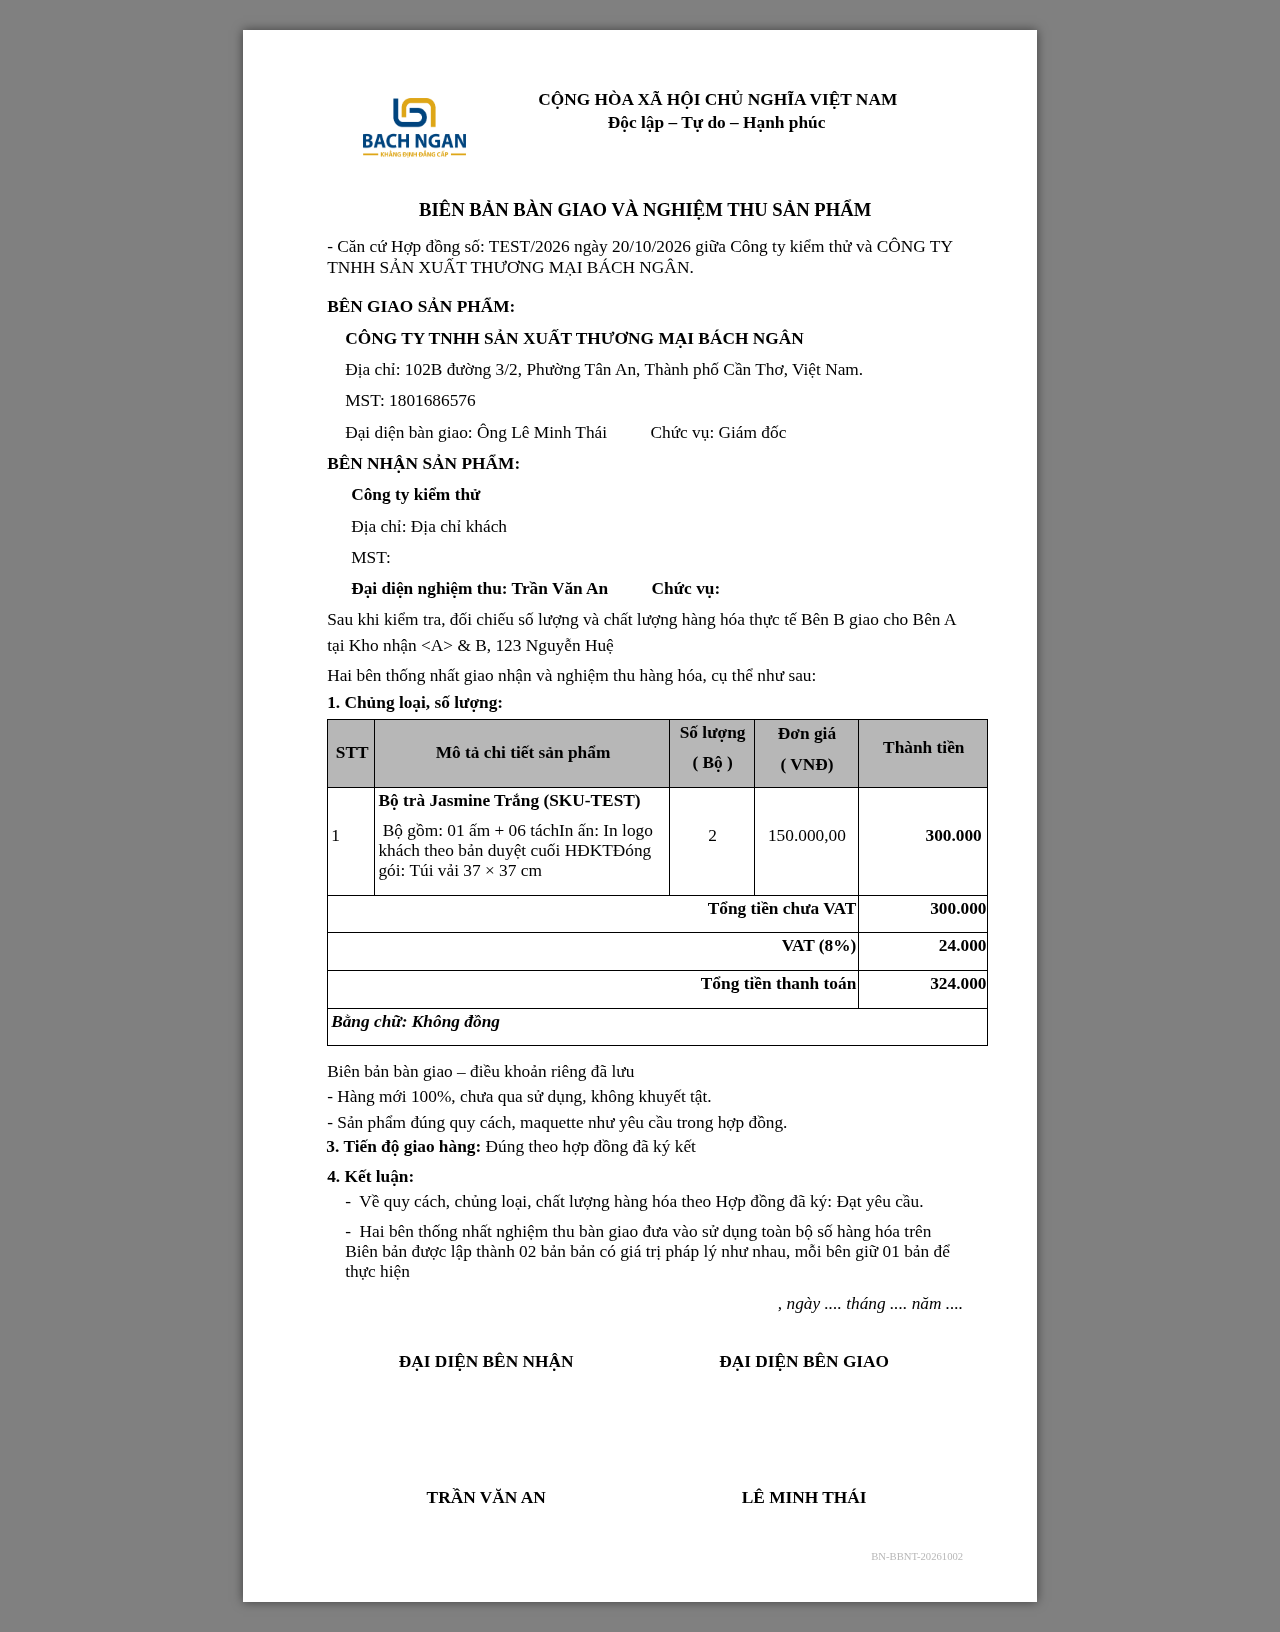 BACH NGAN
KHẲNG ĐỊNH ĐẲNG CẤP
CỘNG HÒA XÃ HỘI CHỦ NGHĨA VIỆT NAM
Độc lập – Tự do – Hạnh phúc
BIÊN BẢN BÀN GIAO VÀ NGHIỆM THU SẢN PHẨM
- Căn cứ Hợp đồng số: TEST/2026 ngày 20/10/2026 giữa Công ty kiểm thử và CÔNG TY
TNHH SẢN XUẤT THƯƠNG MẠI BÁCH NGÂN.
BÊN GIAO SẢN PHẨM:
CÔNG TY TNHH SẢN XUẤT THƯƠNG MẠI BÁCH NGÂN
Địa chỉ: 102B đường 3/2, Phường Tân An, Thành phố Cần Thơ, Việt Nam.
MST: 1801686576
Đại diện bàn giao: Ông Lê Minh Thái Chức vụ: Giám đốc
BÊN NHẬN SẢN PHẨM:
Công ty kiểm thử
Địa chỉ: Địa chỉ khách
MST:
Đại diện nghiệm thu: Trần Văn An Chức vụ:
Sau khi kiểm tra, đối chiếu số lượng và chất lượng hàng hóa thực tế Bên B giao cho Bên A
tại Kho nhận <A> & B, 123 Nguyễn Huệ
Hai bên thống nhất giao nhận và nghiệm thu hàng hóa, cụ thể như sau:
1. Chủng loại, số lượng:
STT Mô tả chi tiết sản phẩm Số lượng Đơn giá Thành tiền
( Bộ ) ( VNĐ)
Bộ trà Jasmine Trắng (SKU-TEST)
1 Bộ gồm: 01 ấm + 06 táchIn ấn: In logo 2 150.000,00 300.000
khách theo bản duyệt cuối HĐKTĐóng
gói: Túi vải 37 × 37 cm
Tổng tiền chưa VAT 300.000
VAT (8%) 24.000
Tổng tiền thanh toán 324.000
Bằng chữ: Không đồng
Biên bản bàn giao – điều khoản riêng đã lưu
- Hàng mới 100%, chưa qua sử dụng, không khuyết tật.
- Sản phẩm đúng quy cách, maquette như yêu cầu trong hợp đồng.
3. Tiến độ giao hàng: Đúng theo hợp đồng đã ký kết
4. Kết luận:
- Về quy cách, chủng loại, chất lượng hàng hóa theo Hợp đồng đã ký: Đạt yêu cầu.
- Hai bên thống nhất nghiệm thu bàn giao đưa vào sử dụng toàn bộ số hàng hóa trên
Biên bản được lập thành 02 bản bản có giá trị pháp lý như nhau, mỗi bên giữ 01 bản để
thực hiện
, ngày .... tháng .... năm ....
ĐẠI DIỆN BÊN NHẬN ĐẠI DIỆN BÊN GIAO
TRẦN VĂN AN LÊ MINH THÁI
BN-BBNT-20261002